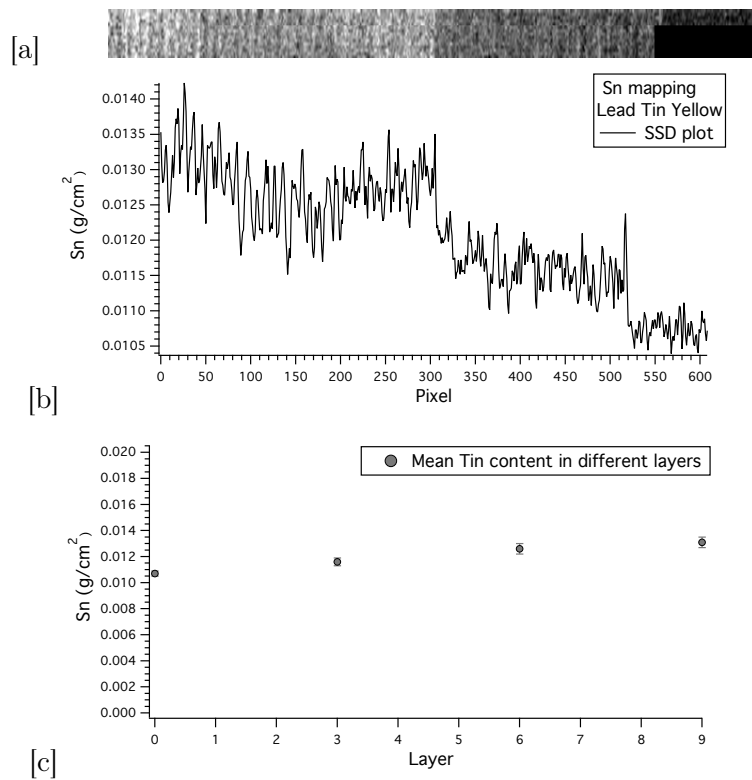 [a]
Sn mapping
Lead Tin Yellow
SSD plot
0.0140
0.0135
0.0130
0.0125
0.0120
0.0115
0.0110
0.0105
Sn (g/cm²)
0 50 100 150 200 250 300 350 400 450 500 550 600
Pixel
[b]
Mean Tin content in different layers
0.020
0.018
0.016
0.014
0.012
0.010
0.008
0.006
0.004
0.002
0.000
Sn (g/cm²)
0 1 2 3 4 5 6 7 8 9
Layer
[c]